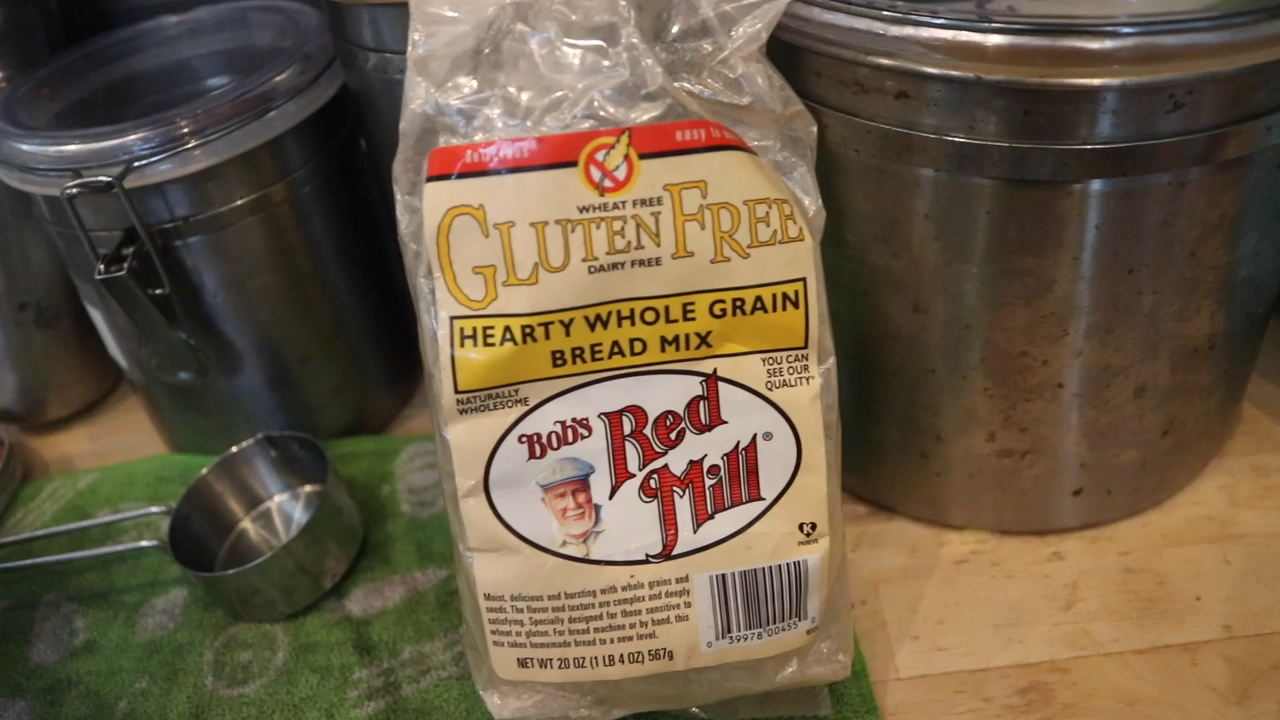 easy to
WHEAT FREE
GLUTEN FREE
DAIRY FREE
HEARTY WHOLE GRAIN
BREAD MIX
NATURALLY
WHOLESOME
YOU CAN
SEE OUR
QUALITY
Bob's
Red
Mill®
K
PAREVE
Moist, delicious and bursting with whole grains and
seeds. The flavor and texture are complex and deeply
satisfying. Specially designed for those sensitive to
wheat or gluten. For bread machine or by hand, this
mix takes homemade bread to a new level.
0 39978 00455 0
NET WT 20 OZ (1 LB 4 OZ) 567g